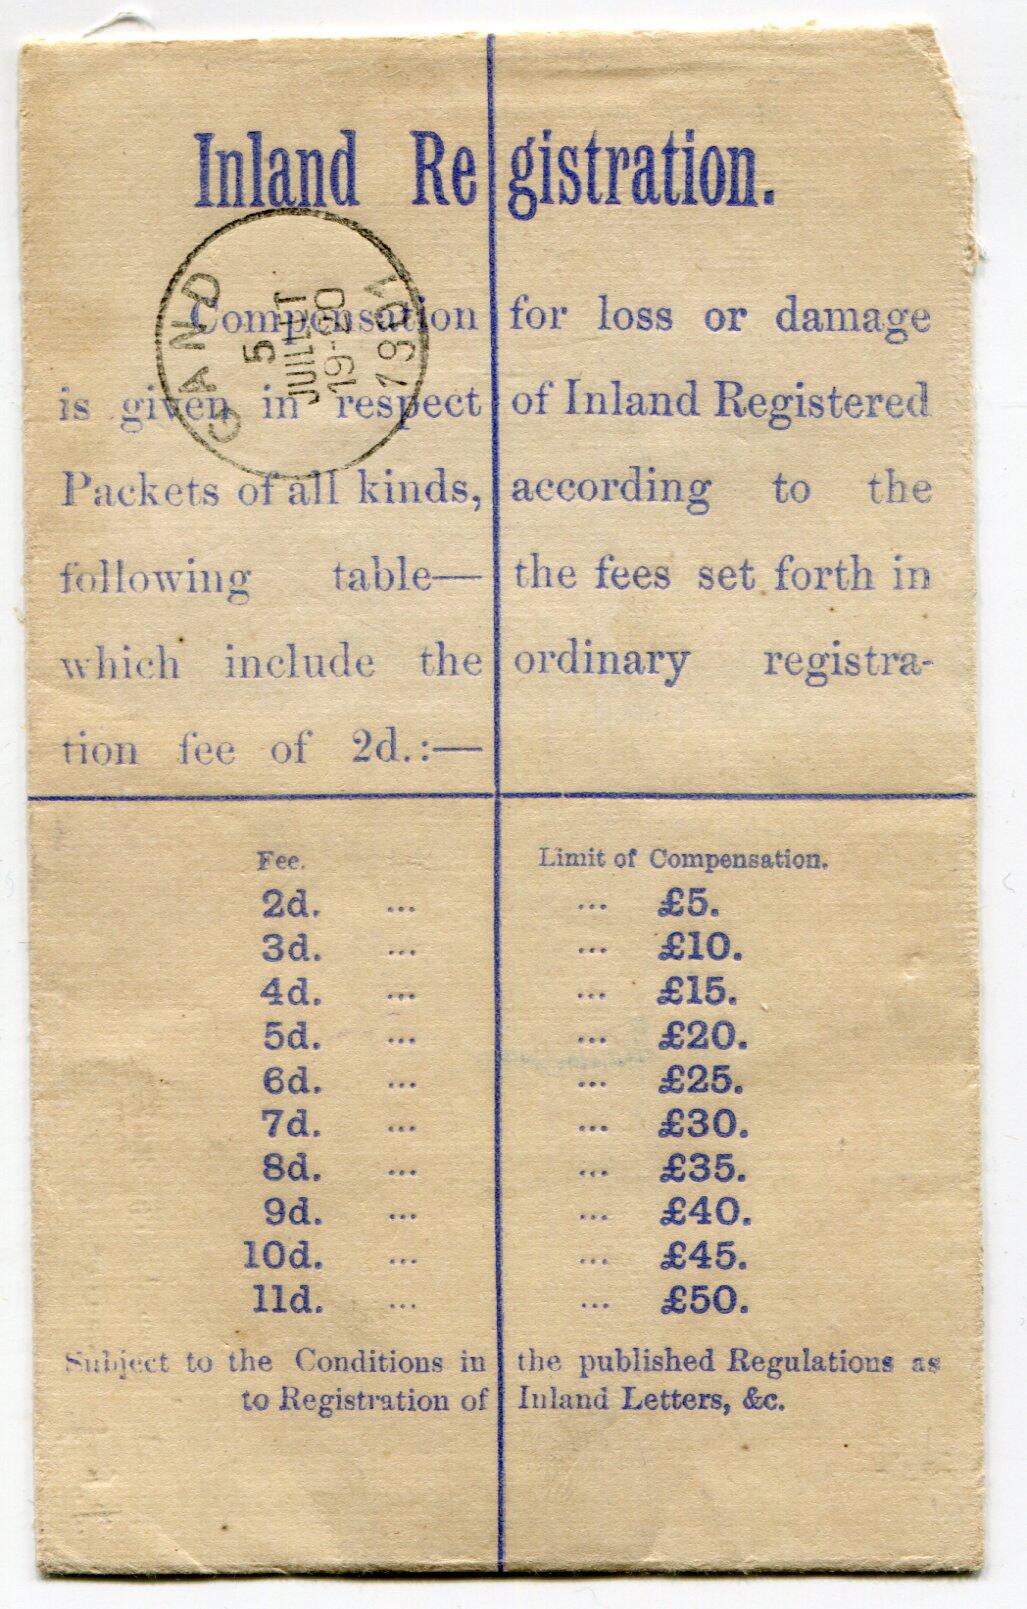 Inland Registration.
Compensation for loss or damage
is given in respect of Inland Registered
Packets of all kinds, according to the
following table— the fees set forth in
which include the ordinary registra-
tion fee of 2d.:—
GAND
5
JUILLET
19-20
1891
Fee. Limit of Compensation.
2d. ... ... £5.
3d. ... ... £10.
4d. ... ... £15.
5d. ... ... £20.
6d. ... ... £25.
7d. ... ... £30.
8d. ... ... £35.
9d. ... ... £40.
10d. ... ... £45.
11d. ... ... £50.
Subject to the Conditions in the published Regulations as
to Registration of Inland Letters, &c.